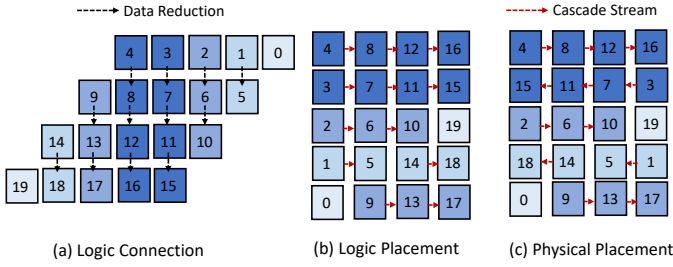 Data Reduction
Cascade Stream
4 3 2 1 0
9 8 7 6 5
14 13 12 11 10
19 18 17 16 15
(a) Logic Connection
4 8 12 16
3 7 11 15
2 6 10 19
1 5 14 18
0 9 13 17
(b) Logic Placement
4 8 12 16
15 11 7 3
2 6 10 19
18 14 5 1
0 9 13 17
(c) Physical Placement